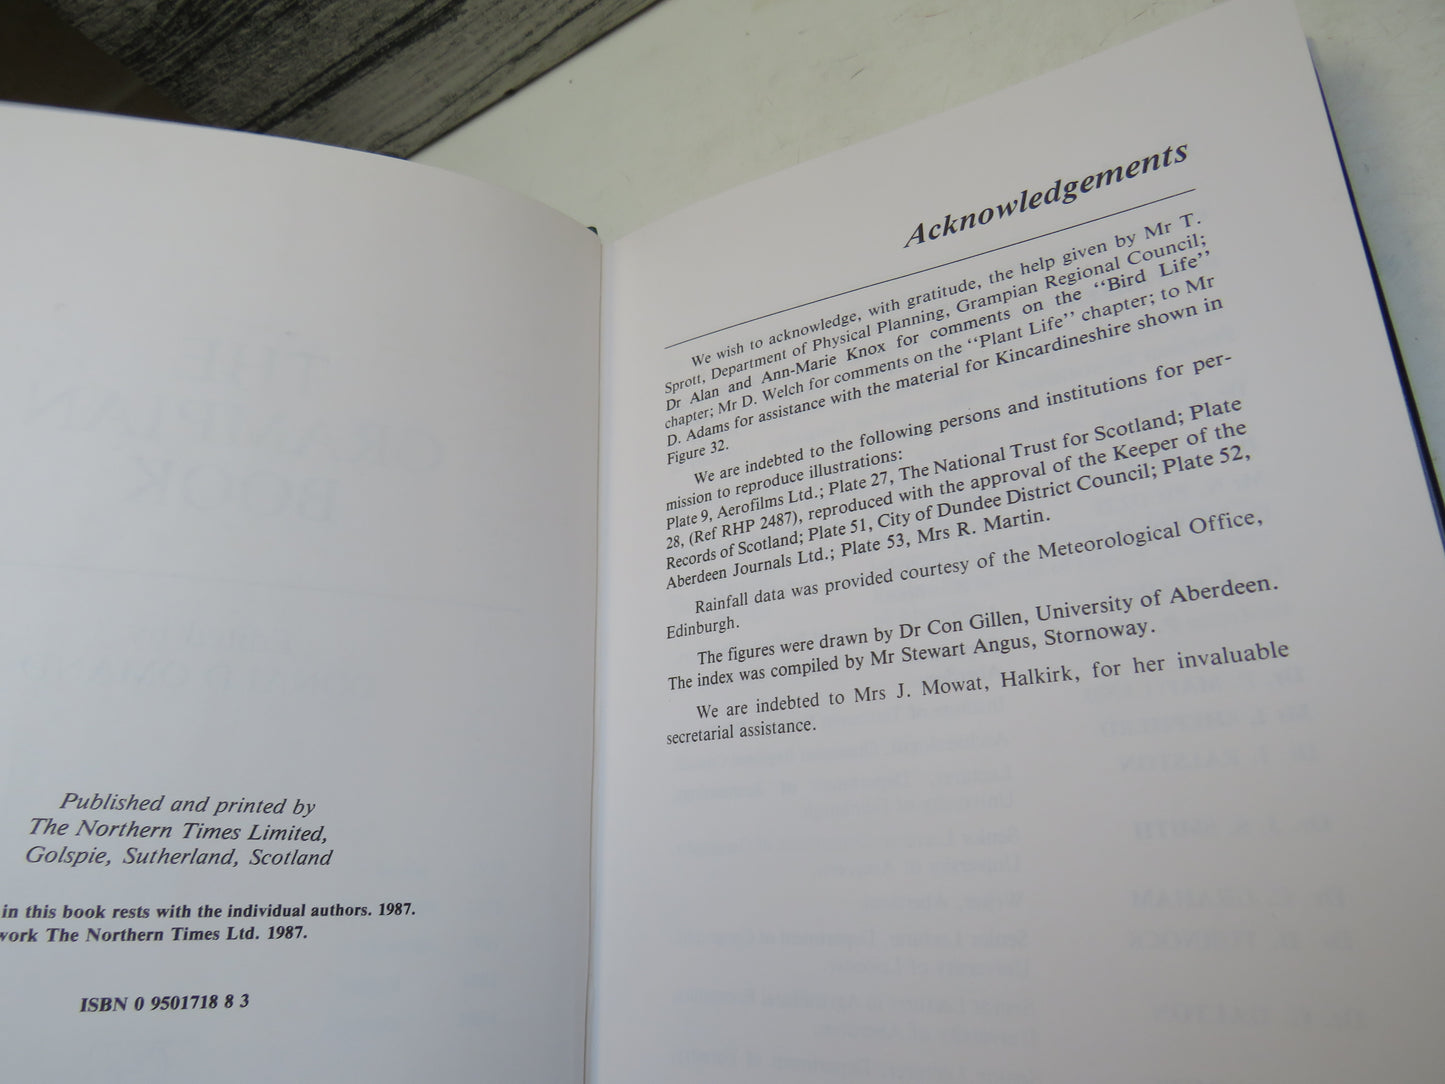 Published and printed by
The Northern Times Limited,
Golspie, Sutherland, Scotland
in this book rests with the individual authors. 1987.
work The Northern Times Ltd. 1987.
ISBN 0 9501718 8 3
Acknowledgements
We wish to acknowledge, with gratitude, the help given by Mr T.
Sprott, Department of Physical Planning, Grampian Regional Council;
Dr Alan and Ann-Marie Knox for comments on the “Bird Life”
chapter; Mr D. Welch for comments on the “Plant Life” chapter; to Mr
D. Adams for assistance with the material for Kincardineshire shown in
Figure 32.
We are indebted to the following persons and institutions for per-
mission to reproduce illustrations:
Plate 9, Aerofilms Ltd.; Plate 27, The National Trust for Scotland; Plate
28, (Ref RHP 2487), reproduced with the approval of the Keeper of the
Records of Scotland; Plate 51, City of Dundee District Council; Plate 52,
Aberdeen Journals Ltd.; Plate 53, Mrs R. Martin.
Rainfall data was provided courtesy of the Meteorological Office,
Edinburgh.
The figures were drawn by Dr Con Gillen, University of Aberdeen.
The index was compiled by Mr Stewart Angus, Stornoway.
We are indebted to Mrs J. Mowat, Halkirk, for her invaluable
secretarial assistance.